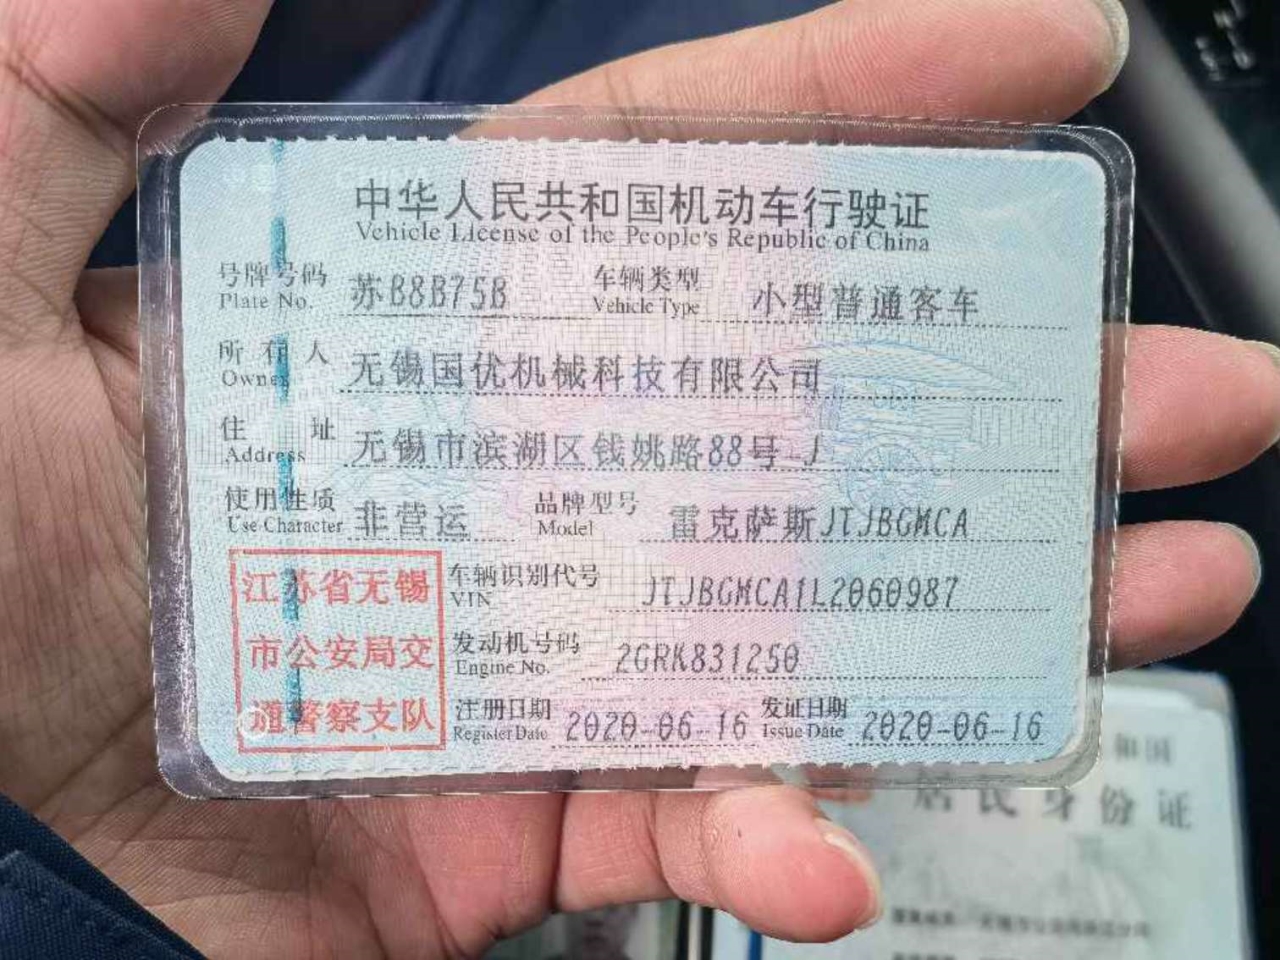 中华人民共和国机动车行驶证
Vehicle License of the People's Republic of China
号牌号码 苏B8B75B 车辆类型 小型普通客车
Plate No. Vehicle Type
所有人 无锡国优机械科技有限公司
Owner
住址 无锡市滨湖区钱姚路88号-J
Address
使用性质 非营运 品牌型号 雷克萨斯JTJBGMCA
Use Character Model
江苏省无锡
市公安局交
通警察支队
车辆识别代号 JTJBGMCA1L2060987
VIN
发动机号码 2GRK831250
Engine No.
注册日期 2020-06-16 发证日期 2020-06-16
Register Date Issue Date
和国
居民身份证